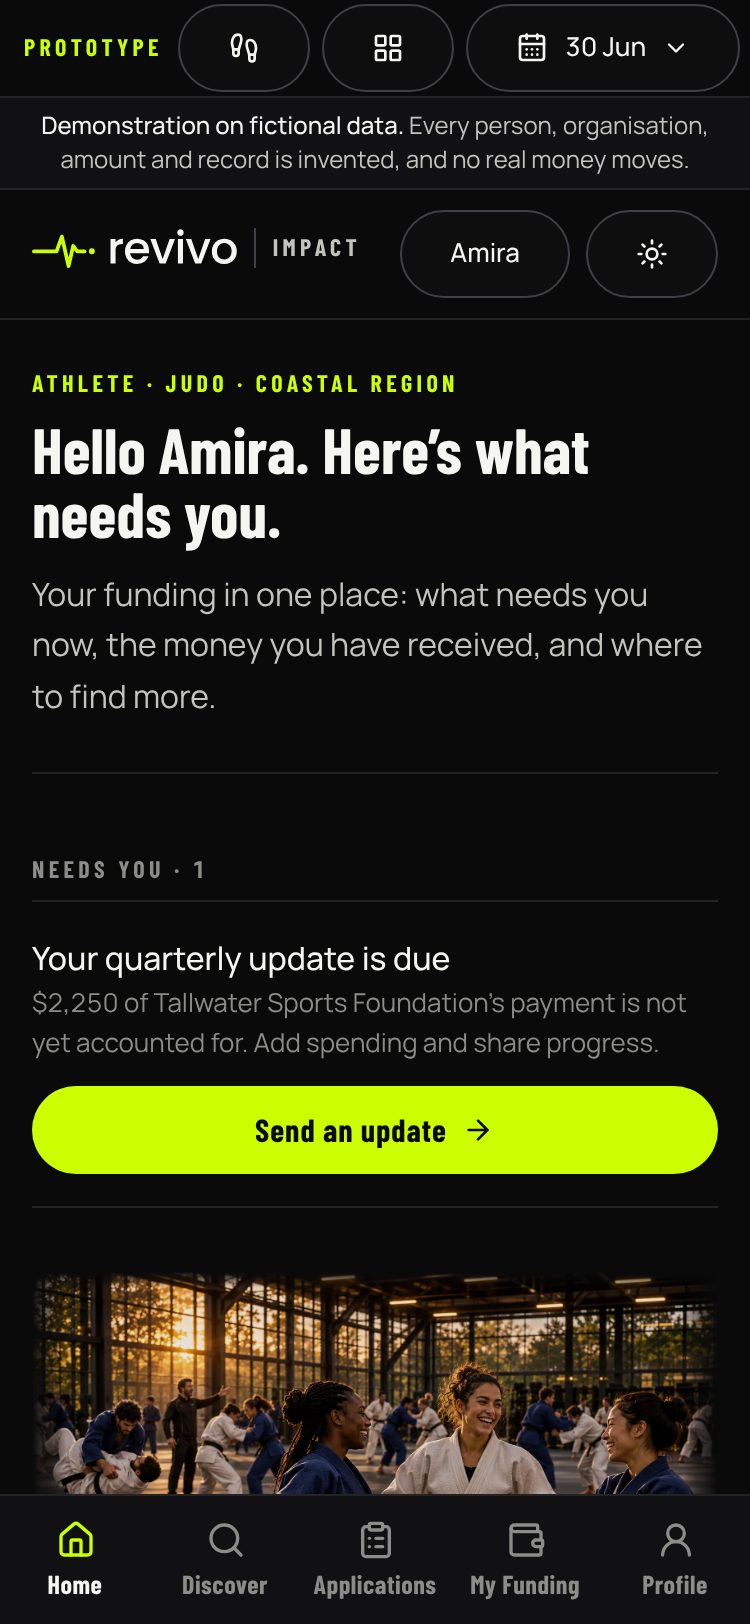 PROTOTYPE
30 Jun
Demonstration on fictional data. Every person, organisation,
amount and record is invented, and no real money moves.
revivo IMPACT
Amira
ATHLETE · JUDO · COASTAL REGION
Hello Amira. Here’s what
needs you.
Your funding in one place: what needs you
now, the money you have received, and where
to find more.
NEEDS YOU · 1
Your quarterly update is due
$2,250 of Tallwater Sports Foundation’s payment is not
yet accounted for. Add spending and share progress.
Send an update →
Home
Discover
Applications
My Funding
Profile